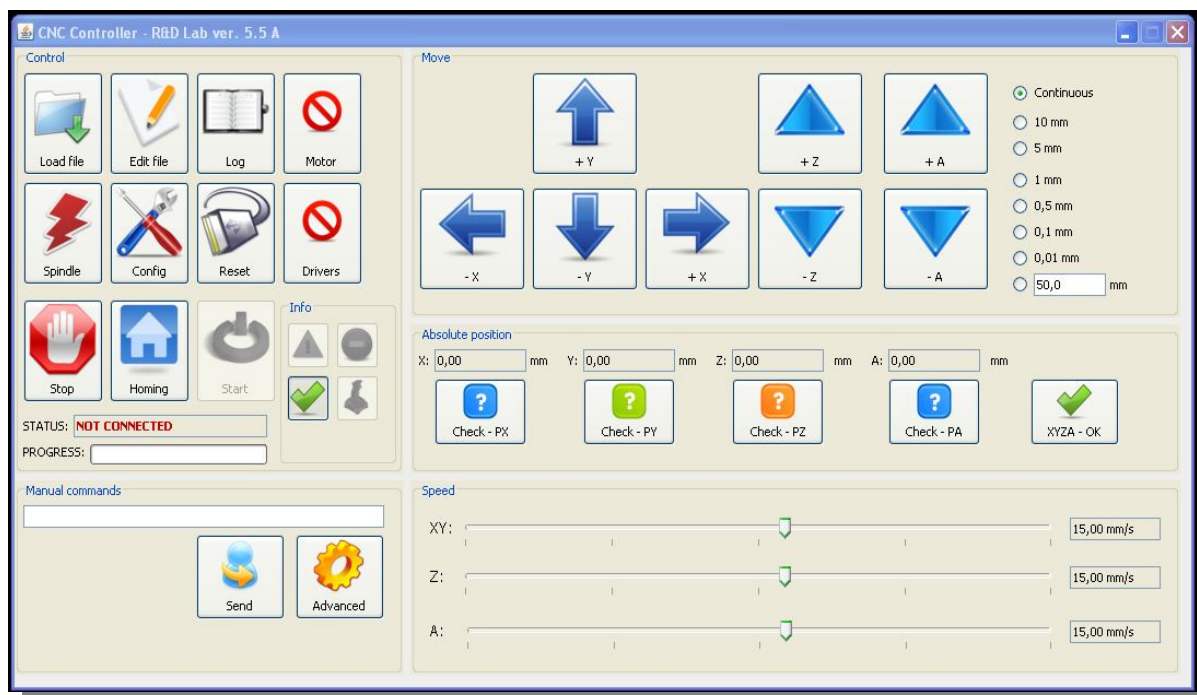 CNC Controller - R&D Lab ver. 5.5 A
Control
Load file
Edit file
Log
Motor
Spindle
Config
Reset
Drivers
Stop
Homing
Start
Info
STATUS: NOT CONNECTED
PROGRESS:
Manual commands
Send
Advanced
Move
+ Y
+ Z
+ A
- X
- Y
+ X
- Z
- A
Continuous
10 mm
5 mm
1 mm
0,5 mm
0,1 mm
0,01 mm
50,0 mm
Absolute position
X: 0,00 mm Y: 0,00 mm Z: 0,00 mm A: 0,00 mm
? ? ? ?
Check - PX
Check - PY
Check - PZ
Check - PA
XYZA - OK
Speed
XY: 15,00 mm/s
Z: 15,00 mm/s
A: 15,00 mm/s